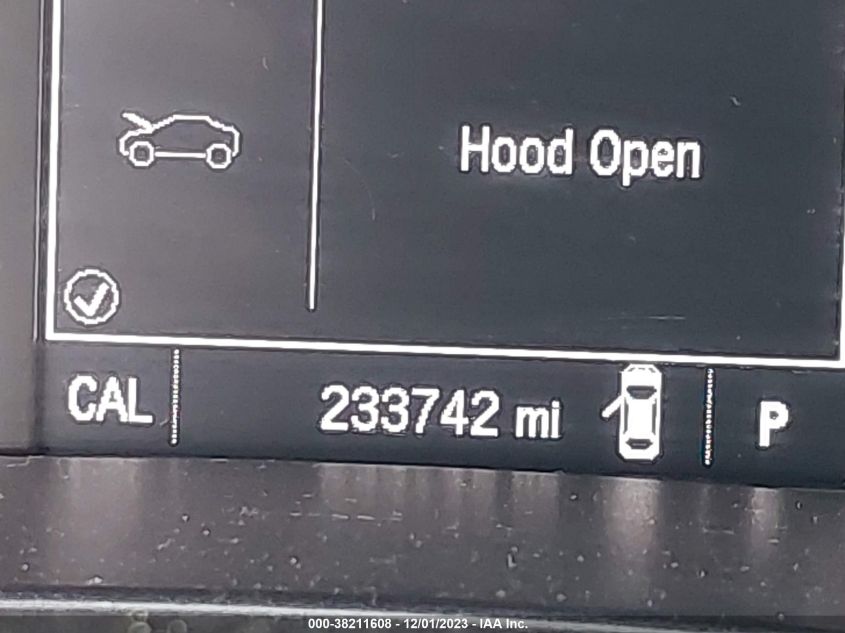 Hood Open
CAL 233742 mi P
000-38211608 - 12/01/2023 - IAA Inc.